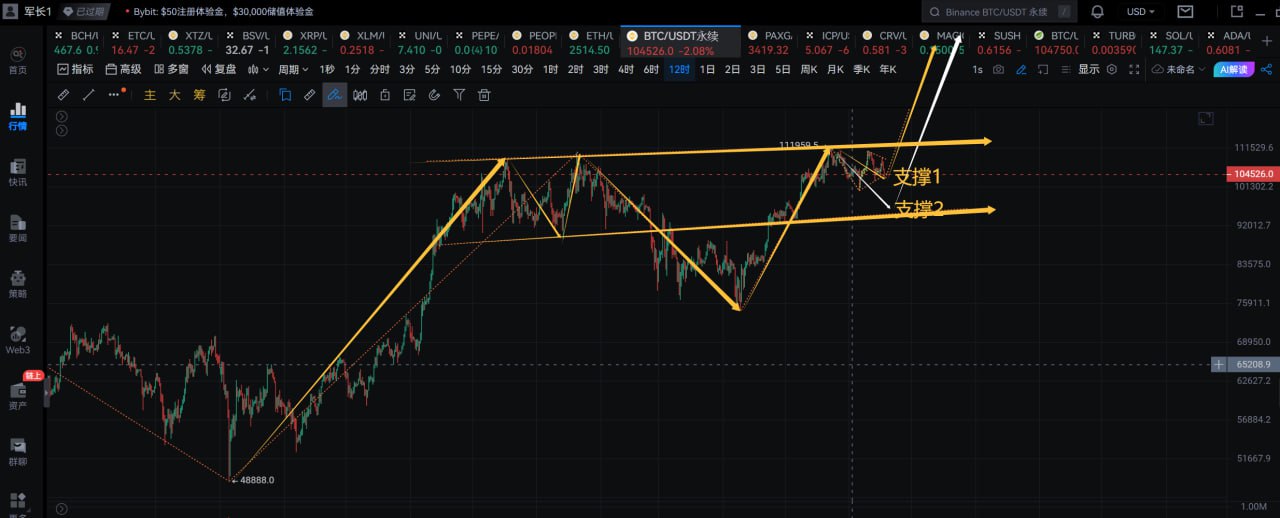 军长1 已过期 Bybit: $50注册体验金，$30,000储值体验金 Binance BTC/USDT 永续 / USD
BCH/U ETC/U XTZ/U BSV/U XRP/U XLM/U UNI/U PEPE/ PEOPI ETH/U BTC/USDT永续 PAXG/ ICP/US CRV/U MAGI SUSH BTC/U TURB SOL/U ADA/U
467.6 0.9 16.47 -2 0.5378 - 32.67 -1 2.1562 - 0.2518 - 7.410 -0 0.0{4}10 0.01804 2514.50 104526.0 -2.08% 3419.32 5.067 -6 0.581 -3 0.6156 - 104750.0 0.003590 147.37 - 0.6081 -
指标 高级 多窗 复盘 周期 1秒 1分 分时 3分 5分 10分 15分 30分 1时 2时 3时 4时 6时 12时 1日 2日 3日 5日 周K 月K 季K 年K 1s 显示 未命名 AI解读
主 大 筹
首页
行情
快讯
要闻
策略
Web3
链上
资产
群聊
更多
111959.5
支撑1
支撑2
48888.0
111529.6
104526.0
101302.2
92012.7
83575.0
75911.1
68950.0
65208.9
62627.2
56884.2
51667.9
1.00M